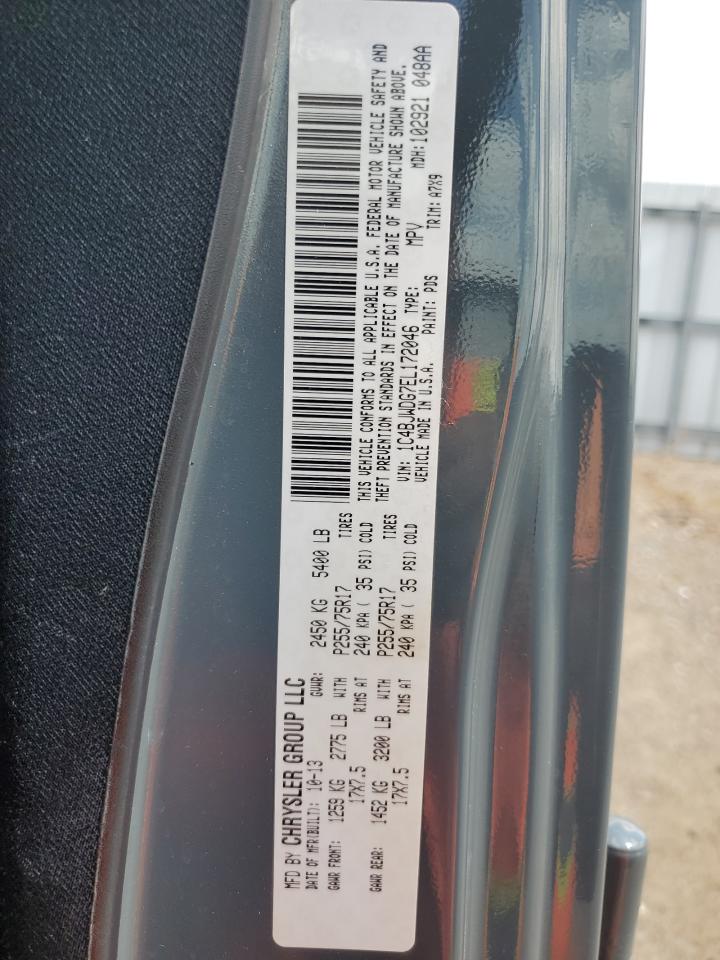 MFD BY CHRYSLER GROUP LLC
DATE OF MFR(BUILT): 10-13 GVWR: 2450 KG 5400 LB
GAWR FRONT: 1259 KG 2775 LB WITH P255/75R17 TIRES
17X7.5 RIMS AT 240 KPA ( 35 PSI) COLD
GAWR REAR: 1452 KG 3200 LB WITH P255/75R17 TIRES
17X7.5 RIMS AT 240 KPA ( 35 PSI) COLD
THIS VEHICLE CONFORMS TO ALL APPLICABLE U.S.A. FEDERAL MOTOR VEHICLE SAFETY AND
THEFT PREVENTION STANDARDS IN EFFECT ON THE DATE OF MANUFACTURE SHOWN ABOVE.
VIN: 1C4BJWDG7EL172046 TYPE: MPV MDH:102921 048AA
VEHICLE MADE IN U.S.A. PAINT: PDS TRIM: A7X9